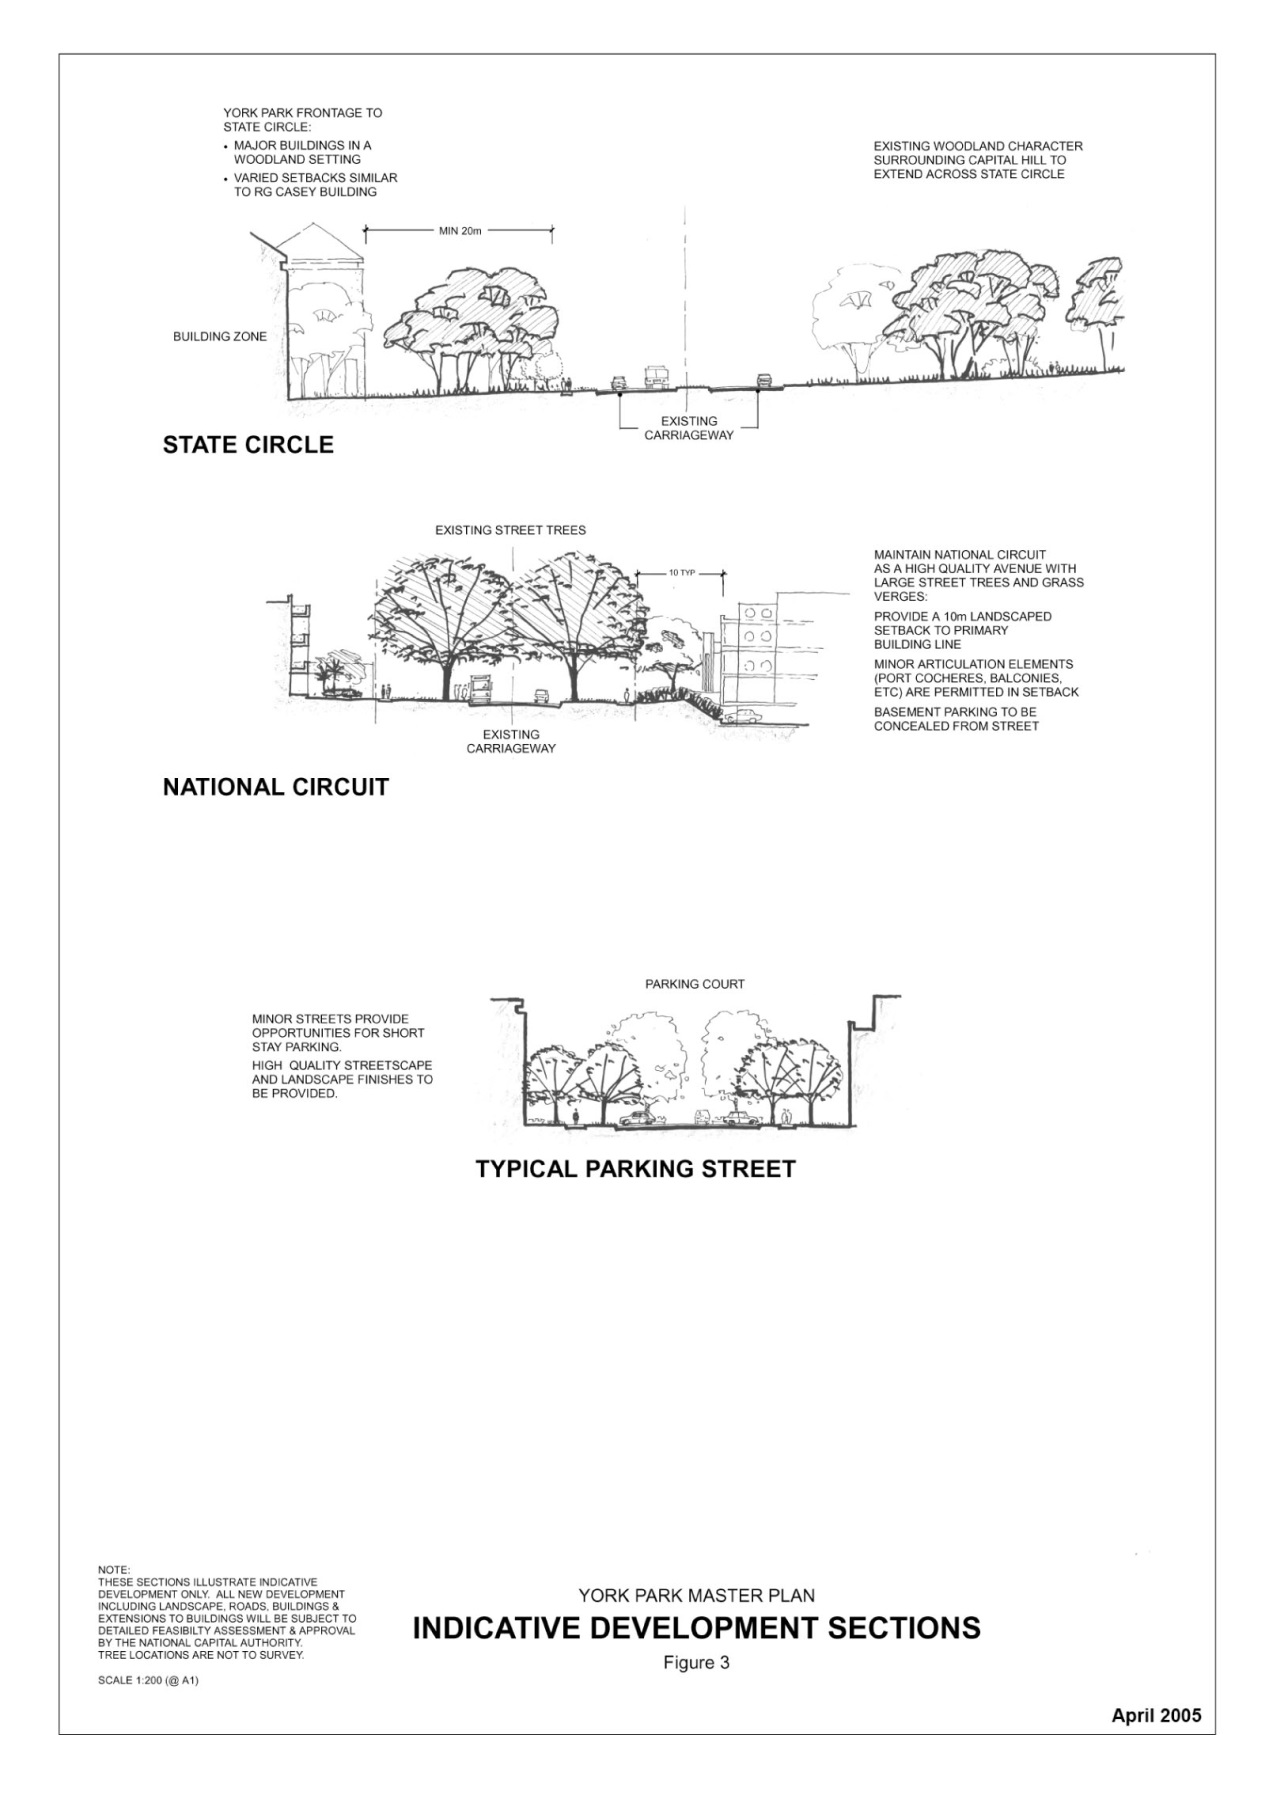 YORK PARK FRONTAGE TO
STATE CIRCLE:
• MAJOR BUILDINGS IN A
WOODLAND SETTING
• VARIED SETBACKS SIMILAR
TO RG CASEY BUILDING
EXISTING WOODLAND CHARACTER
SURROUNDING CAPITAL HILL TO
EXTEND ACROSS STATE CIRCLE
MIN 20m
BUILDING ZONE
EXISTING
CARRIAGEWAY
STATE CIRCLE
EXISTING STREET TREES
10 TYP
MAINTAIN NATIONAL CIRCUIT
AS A HIGH QUALITY AVENUE WITH
LARGE STREET TREES AND GRASS
VERGES:
PROVIDE A 10m LANDSCAPED
SETBACK TO PRIMARY
BUILDING LINE
MINOR ARTICULATION ELEMENTS
(PORT COCHERES, BALCONIES,
ETC) ARE PERMITTED IN SETBACK
BASEMENT PARKING TO BE
CONCEALED FROM STREET
EXISTING
CARRIAGEWAY
NATIONAL CIRCUIT
PARKING COURT
MINOR STREETS PROVIDE
OPPORTUNITIES FOR SHORT
STAY PARKING.
HIGH QUALITY STREETSCAPE
AND LANDSCAPE FINISHES TO
BE PROVIDED.
TYPICAL PARKING STREET
NOTE:
THESE SECTIONS ILLUSTRATE INDICATIVE
DEVELOPMENT ONLY. ALL NEW DEVELOPMENT
INCLUDING LANDSCAPE, ROADS, BUILDINGS &
EXTENSIONS TO BUILDINGS WILL BE SUBJECT TO
DETAILED FEASIBILTY ASSESSMENT & APPROVAL
BY THE NATIONAL CAPITAL AUTHORITY.
TREE LOCATIONS ARE NOT TO SURVEY.
SCALE 1:200 (@ A1)
YORK PARK MASTER PLAN
INDICATIVE DEVELOPMENT SECTIONS
Figure 3
April 2005